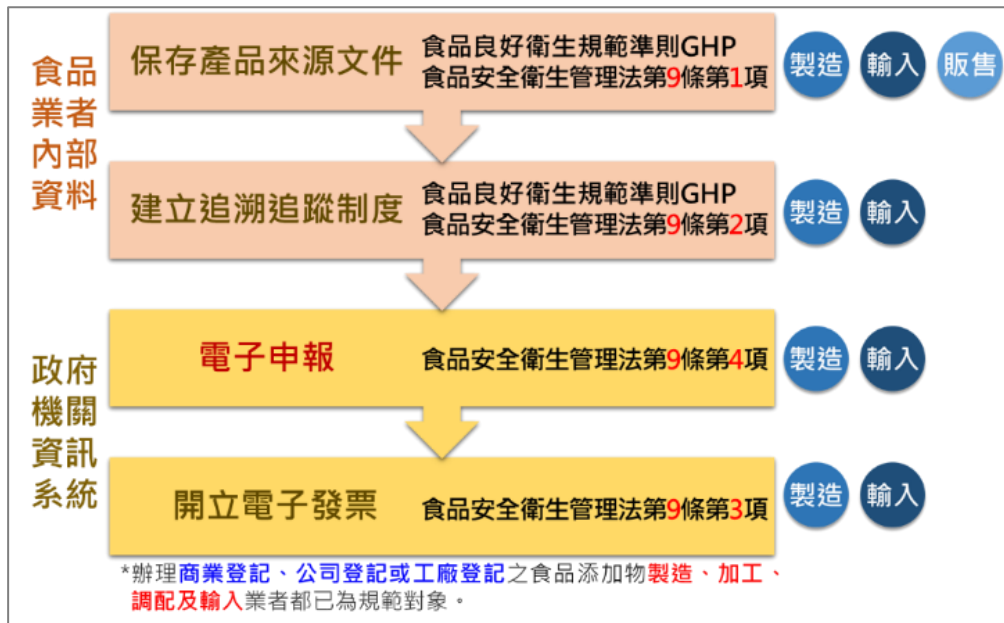 食品
業者
內部
資料
保存產品來源文件
食品良好衛生規範準則GHP
食品安全衛生管理法第9條第1項
製造
輸入
販售
建立追溯追蹤制度
食品良好衛生規範準則GHP
食品安全衛生管理法第9條第2項
製造
輸入
政府
機關
資訊
系統
電子申報
食品安全衛生管理法第9條第4項
製造
輸入
開立電子發票
食品安全衛生管理法第9條第3項
製造
輸入
*辦理商業登記、公司登記或工廠登記之食品添加物製造、加工、
調配及輸入業者都已為規範對象。